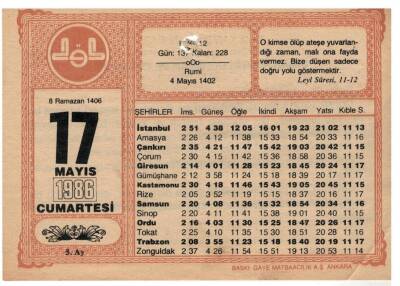 Gün: 137 Kalan: 228
oOo
Rumi
4 Mayıs 1402
O kimse ölüp ateşe yuvarlan-
dığı zaman, malı ona fayda
vermez. Bize düşen sadece
doğru yolu göstermektir.
Leyl Sûresi, 11-12
8 Ramazan 1406
17
MAYIS
1986
CUMARTESİ
5. Ay
ŞEHİRLER İms. Güneş Öğle İkindi Akşam Yatsı Kıble S.
İstanbul 2 51 4 38 12 05 16 01 19 23 21 02 11 13
Amasya 2 26 4 12 11 38 15 33 18 54 20 33 11 16
Çankırı 2 35 4 21 11 47 15 42 19 03 20 42 11 15
Çorum 2 30 4 15 11 42 15 36 18 58 20 36 11 15
Giresun 2 14 4 01 11 28 15 23 18 45 20 24 11 17
Gümüşhane 2 12 3 58 11 24 15 19 18 40 20 19 11 17
Kastamonu 2 30 4 18 11 46 15 43 19 05 20 45 11 15
Rize 2 05 3 52 11 19 15 15 18 37 20 16 11 17
Samsun 2 20 4 08 11 36 15 32 18 54 20 34 11 16
Sinop 2 20 4 11 11 41 15 38 19 01 20 40 11 15
Ordu 2 16 4 03 11 30 15 25 18 47 20 26 11 17
Tokat 2 25 4 10 11 36 15 30 18 51 20 28 11 16
Trabzon 2 08 3 55 11 23 15 18 18 40 20 19 11 17
Zonguldak 2 37 4 26 11 54 15 51 19 13 20 53 11 14
BASKI: GAYE MATBAACILIK A.Ş. ANKARA